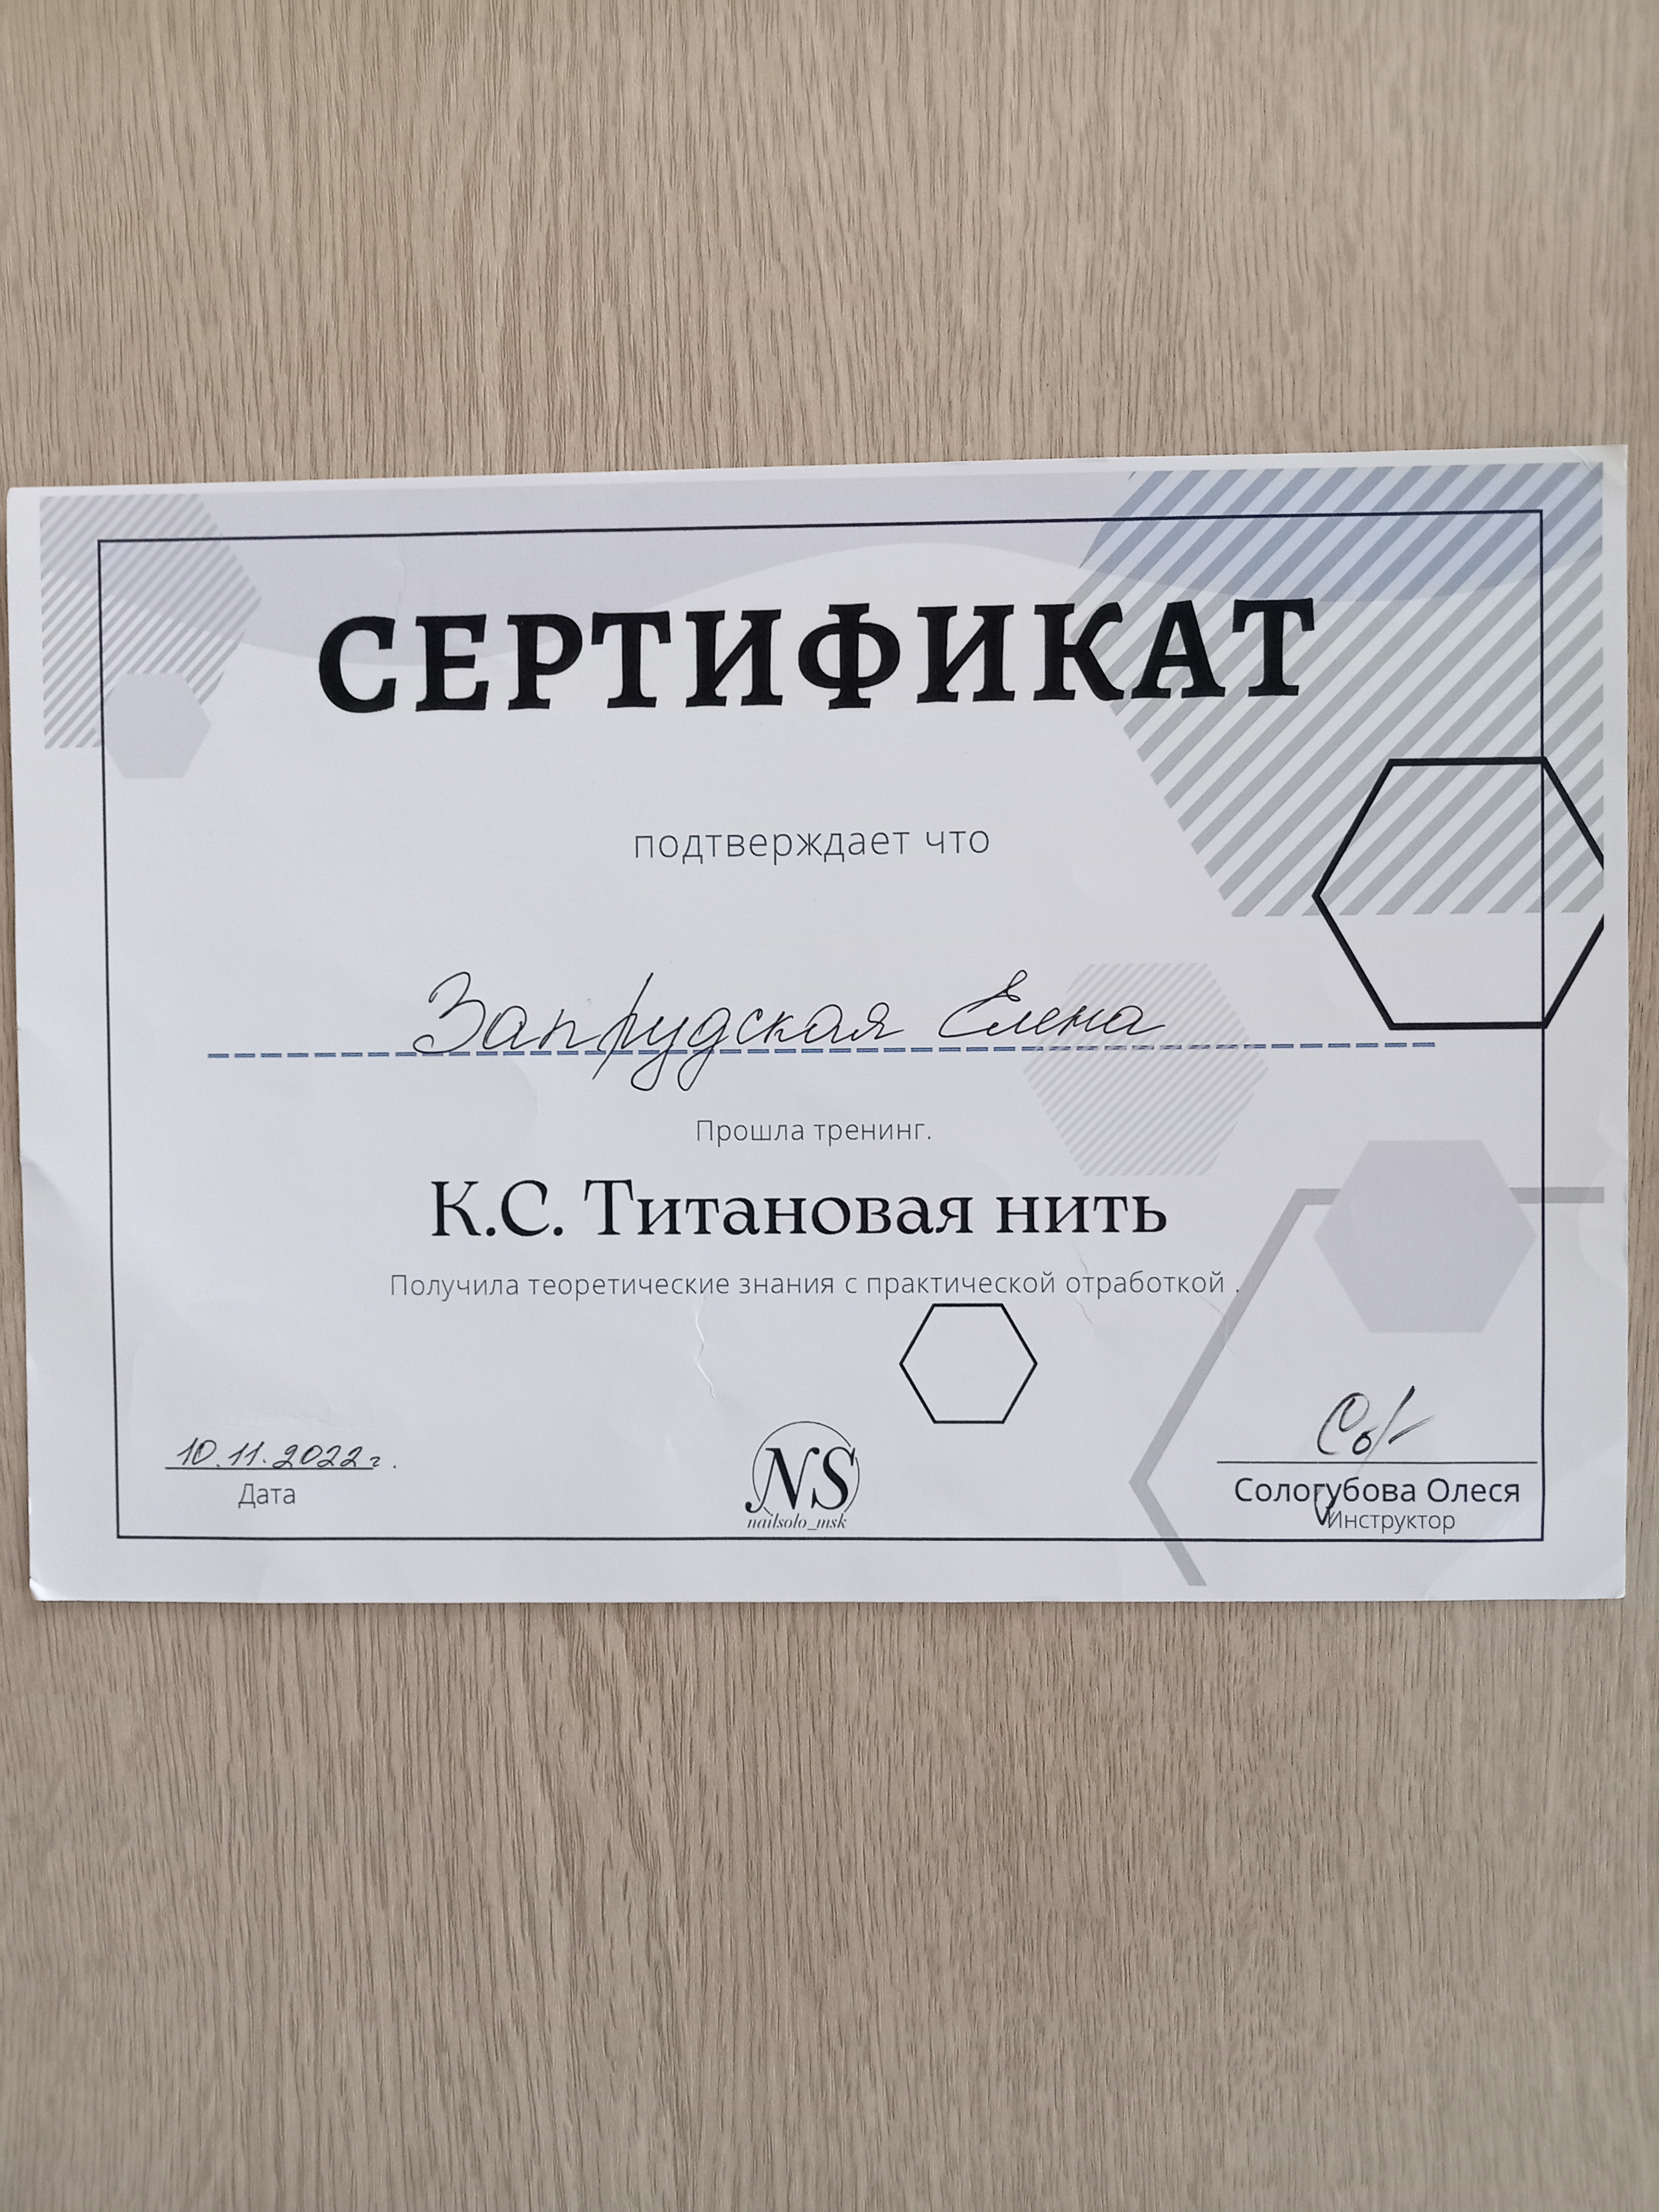 СЕРТИФИКАТ
подтверждает что
Запрудская Елена
Прошла тренинг.
К.С. Титановая нить
Получила теоретические знания с практической отработкой .
10.11.2022г.
Дата
NS
nailsolo_msk
Сологубова Олеся
Инструктор